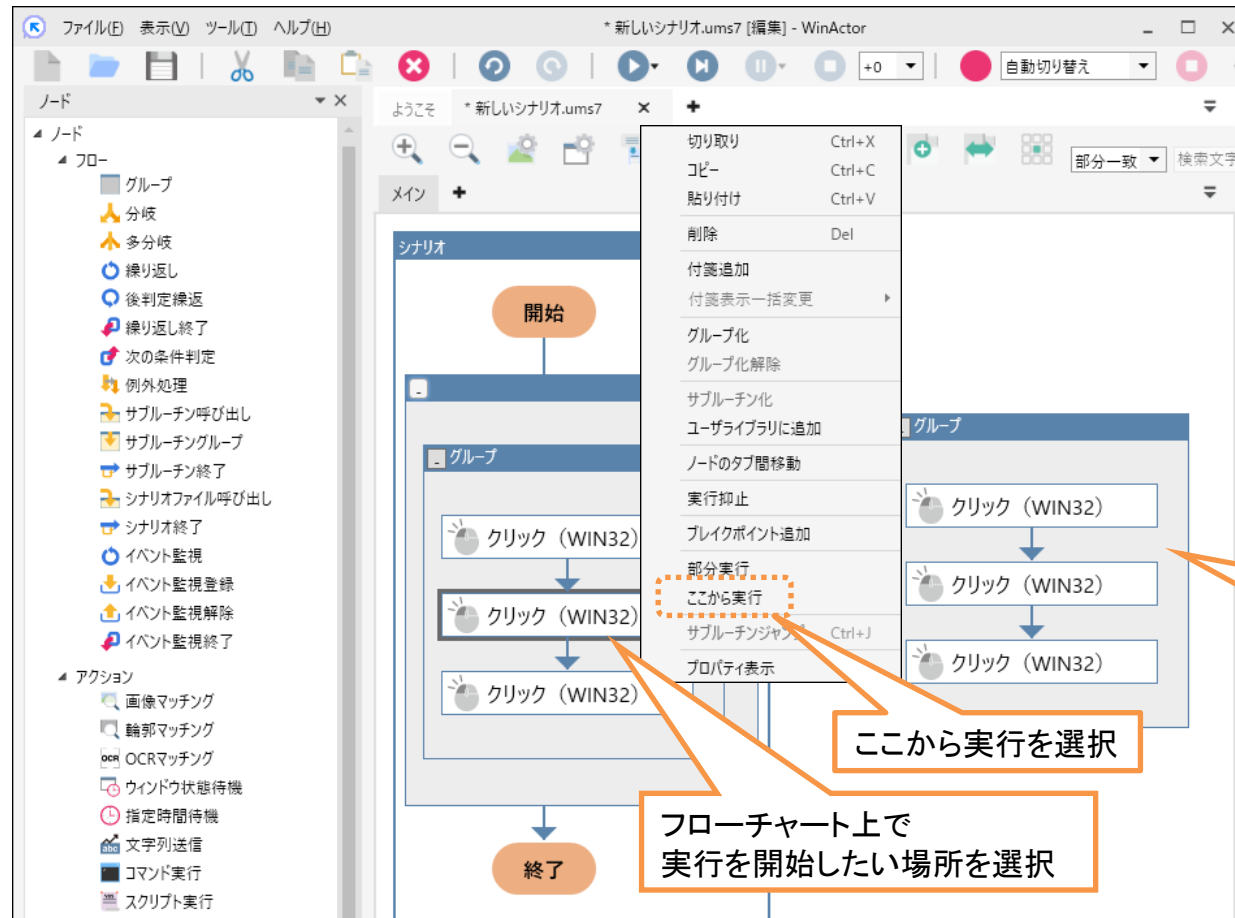 ファイル(F) 表示(V) ツール(T) ヘルプ(H)
* 新しいシナリオ.ums7 [編集] - WinActor
+0
自動切り替え
ノード
ようこそ
* 新しいシナリオ.ums7
ノード
フロー
グループ
分岐
多分岐
繰り返し
後判定繰返
繰り返し終了
次の条件判定
例外処理
サブルーチン呼び出し
サブルーチングループ
サブルーチン終了
シナリオファイル呼び出し
シナリオ終了
イベント監視
イベント監視登録
イベント監視解除
イベント監視終了
アクション
画像マッチング
輪郭マッチング
OCR OCRマッチング
ウィンドウ状態待機
指定時間待機
abc 文字列送信
コマンド実行
スクリプト実行
部分一致
検索文字
メイン
シナリオ
開始
グループ
クリック（WIN32）
クリック（WIN32）
クリック（WIN32）
終了
切り取り Ctrl+X
コピー Ctrl+C
貼り付け Ctrl+V
削除 Del
付箋追加
付箋表示一括変更
グループ化
グループ化解除
サブルーチン化
ユーザライブラリに追加
ノードのタブ間移動
実行抑止
ブレイクポイント追加
部分実行
ここから実行
サブルーチンジャンプ Ctrl+J
プロパティ表示
グループ
クリック（WIN32）
クリック（WIN32）
クリック（WIN32）
ここから実行を選択
フローチャート上で
実行を開始したい場所を選択